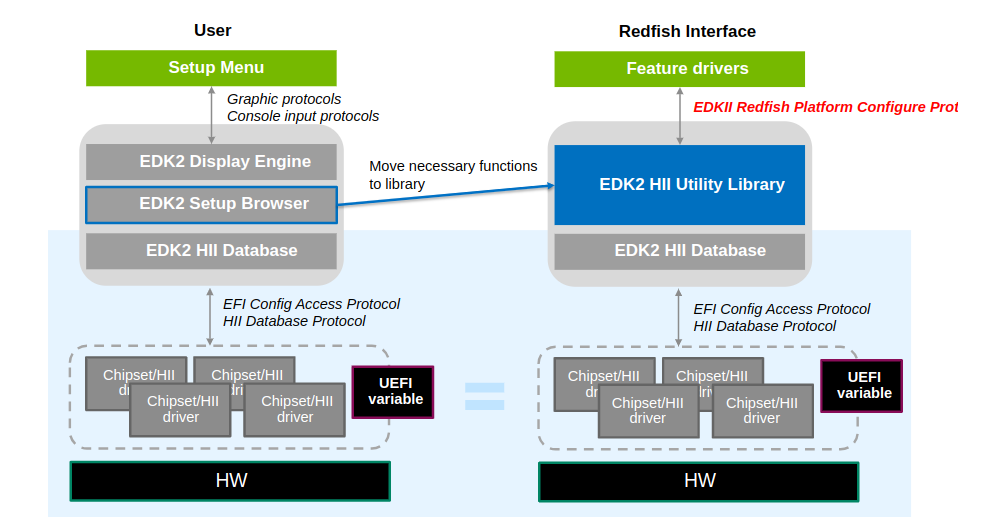 User
Redfish Interface
Setup Menu
Feature drivers
Graphic protocols
Console input protocols
EDKII Redfish Platform Configure Prot
EDK2 Display Engine
EDK2 Setup Browser
EDK2 HII Database
Move necessary functions
to library
EDK2 HII Utility Library
EDK2 HII Database
EFI Config Access Protocol
HII Database Protocol
EFI Config Access Protocol
HII Database Protocol
Chipset/HII
Chipset/HII
Chipset/HII
driver
Chipset/HII
driver
UEFI
variable
=
Chipset/HII
Chipset/HII
Chipset/HII
driver
Chipset/HII
driver
UEFI
variable
HW
HW